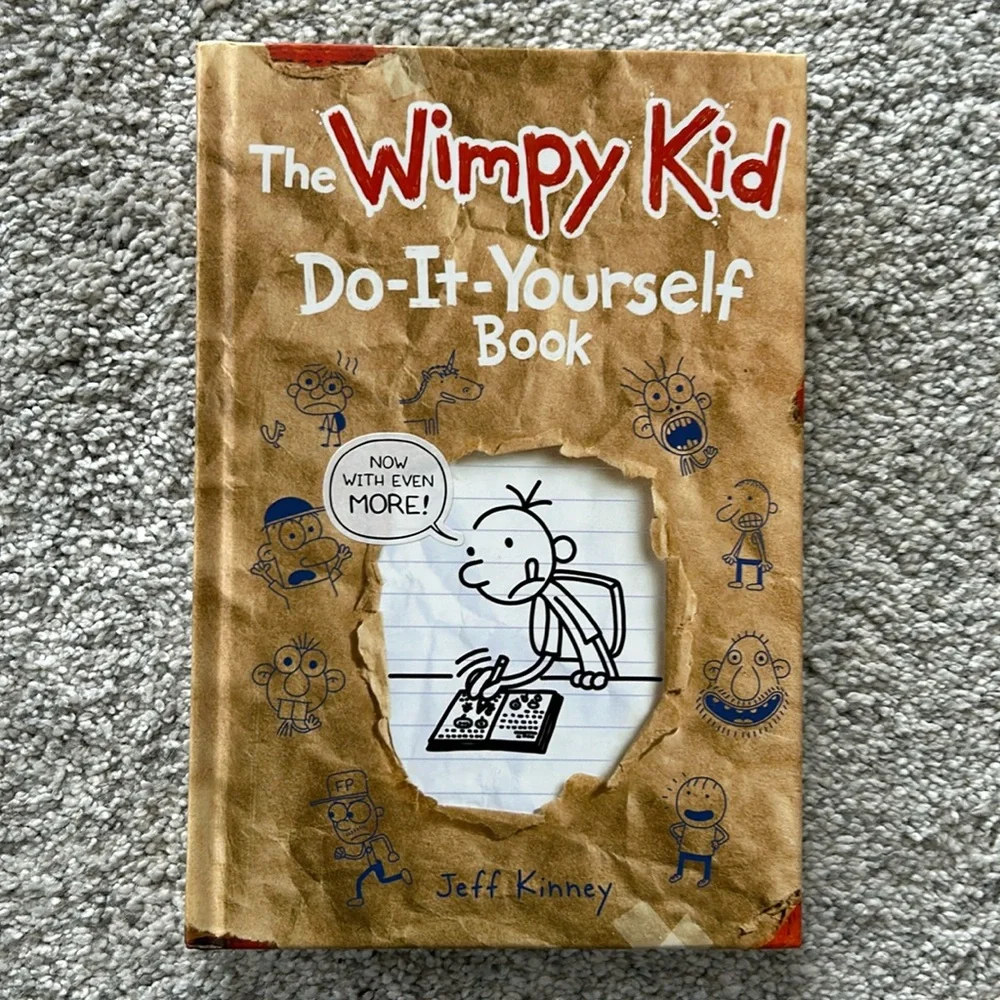 The Wimpy Kid
Do-It-Yourself
Book
NOW
WITH EVEN
MORE!
FP
Jeff Kinney